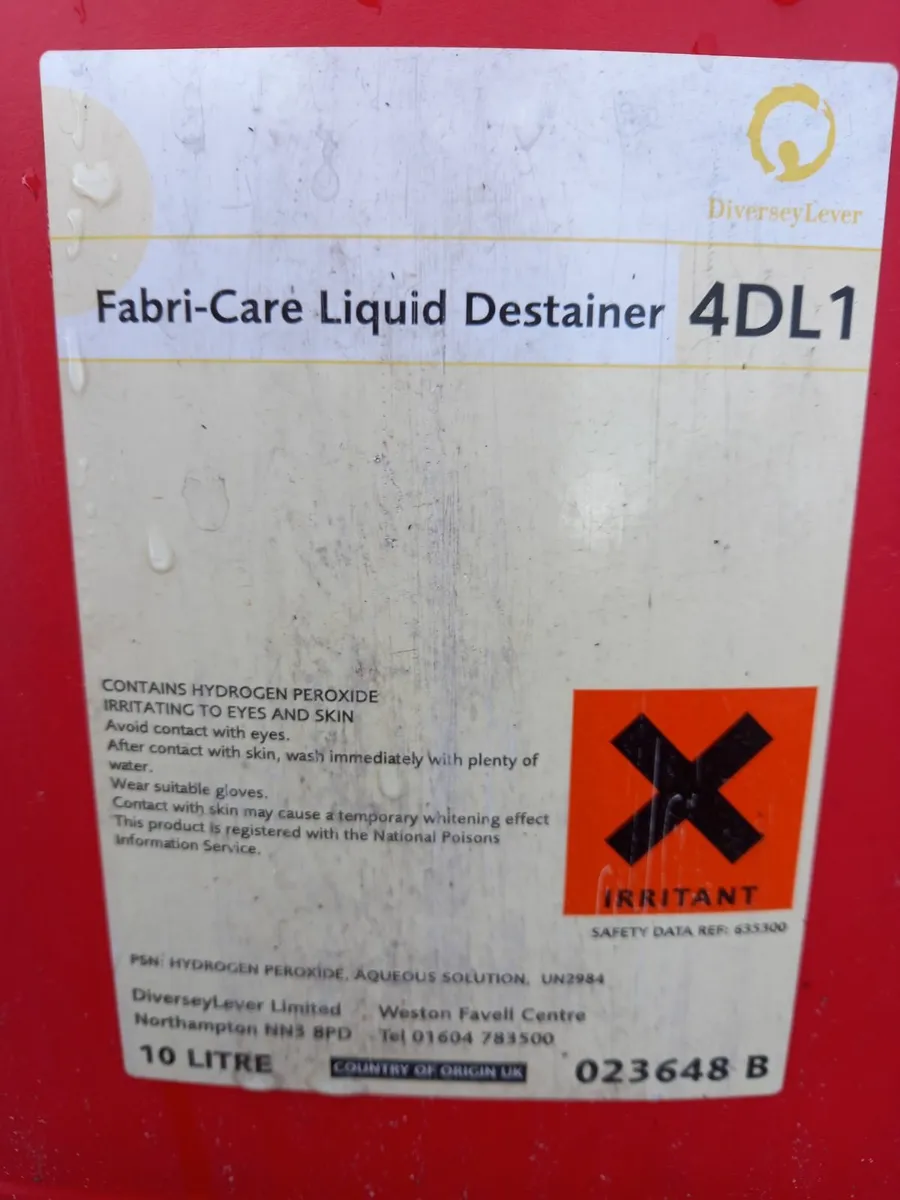 DiverseyLever
Fabri-Care Liquid Destainer 4DL1
CONTAINS HYDROGEN PEROXIDE
IRRITATING TO EYES AND SKIN
Avoid contact with eyes.
After contact with skin, wash immediately with plenty of
water.
Wear suitable gloves.
Contact with skin may cause a temporary whitening effect
This product is registered with the National Poisons
Information Service.
IRRITANT
SAFETY DATA REF: 635300
PSN: HYDROGEN PEROXIDE, AQUEOUS SOLUTION, UN2984
DiverseyLever Limited Weston Favell Centre
Northampton NN3 8PD Tel 01604 783500
10 LITRE COUNTRY OF ORIGIN UK 023648 B